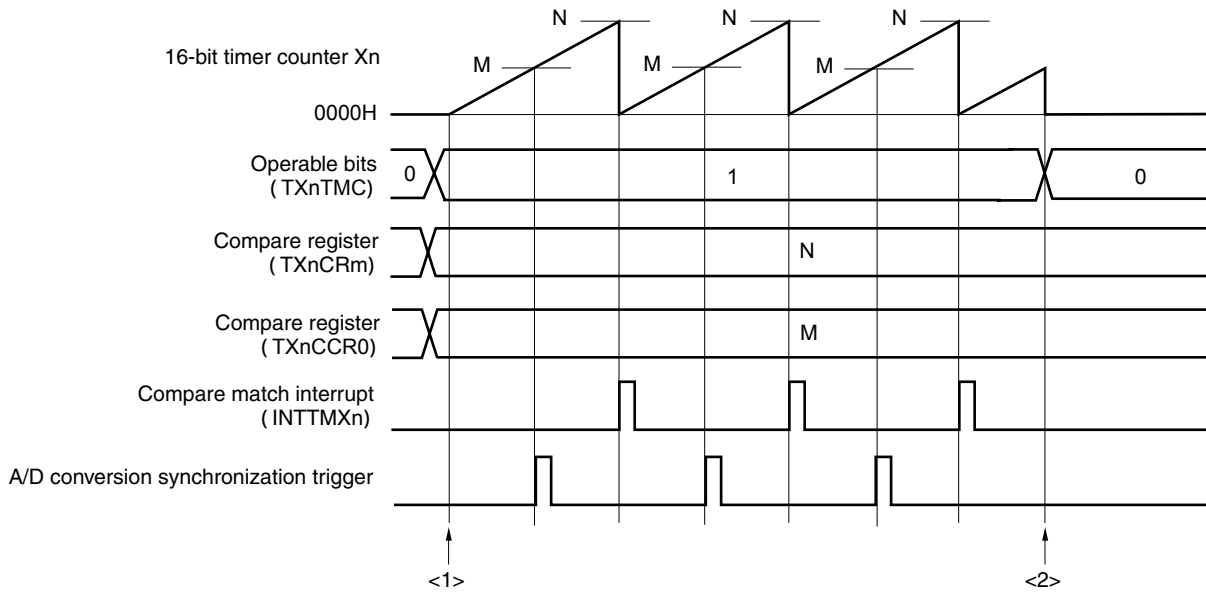 N N N
16-bit timer counter Xn
M M M
0000H
Operable bits
( TXnTMC)
0 1 0
Compare register
( TXnCRm)
N
Compare register
( TXnCCR0)
M
Compare match interrupt
( INTTMXn)
A/D conversion synchronization trigger
<1> <2>